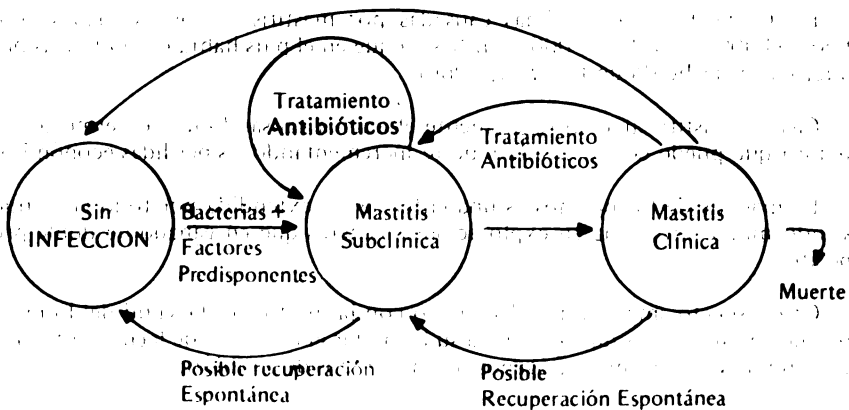 Tratamiento
Antibióticos
Tratamiento
Antibióticos
Sin
INFECCION
Bacterias +
Factores
Predisponentes
Mastitis
Subclínica
Mastitis
Clínica
Muerte
Posible recuperación
Espontánea
Posible
Recuperación Espontánea